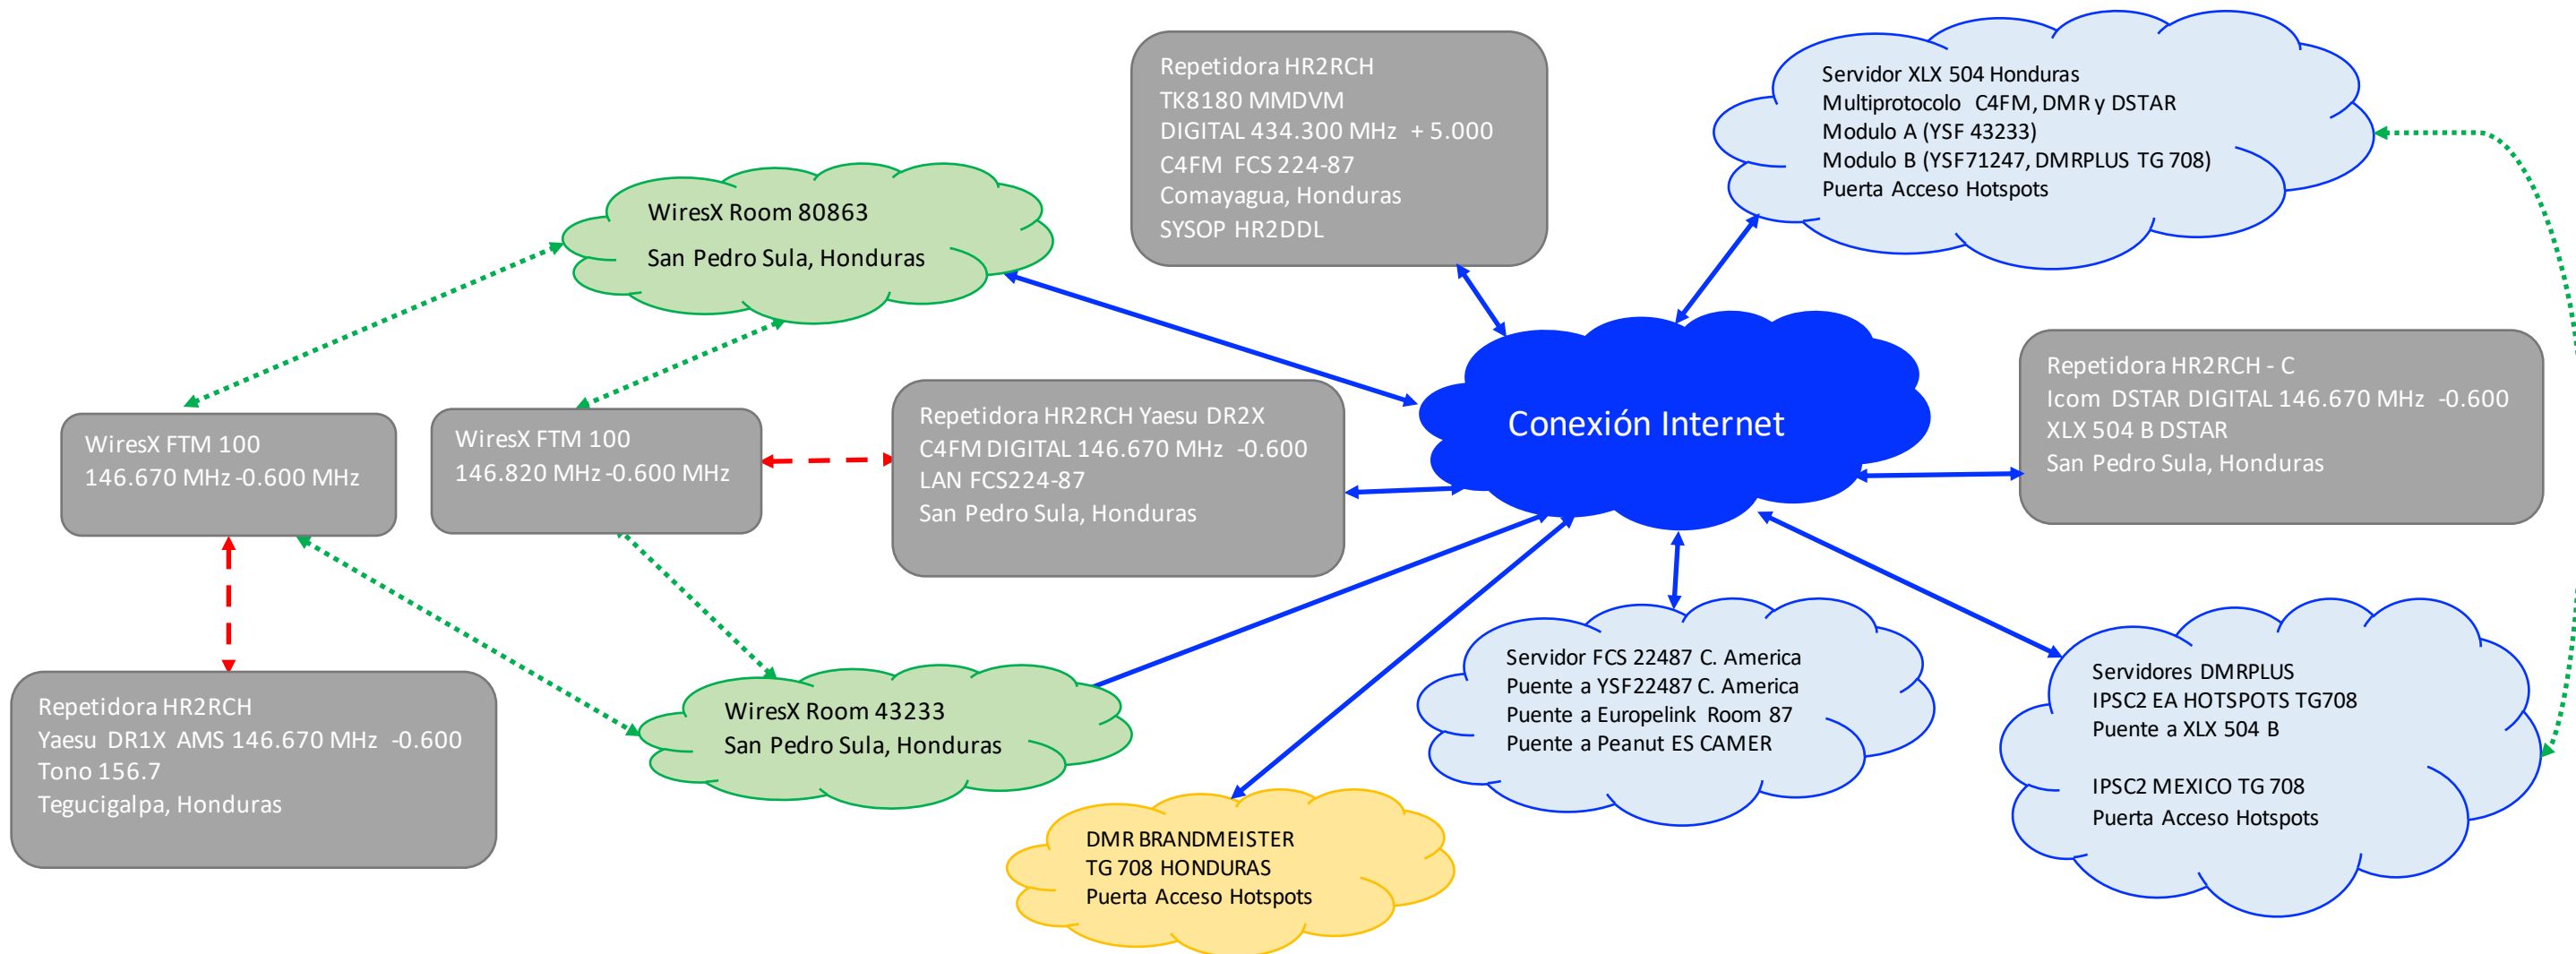 Repetidora HR2RCH
TK8180 MMDVM
DIGITAL 434.300 MHz + 5.000
C4FM FCS 224-87
Comayagua, Honduras
SYSOP HR2DDL
Servidor XLX 504 Honduras
Multiprotocolo C4FM, DMR y DSTAR
Modulo A (YSF 43233)
Modulo B (YSF71247, DMRPLUS TG 708)
Puerta Acceso Hotspots
WiresX Room 80863
San Pedro Sula, Honduras
WiresX FTM 100
146.670 MHz -0.600 MHz
WiresX FTM 100
146.820 MHz -0.600 MHz
Repetidora HR2RCH Yaesu DR2X
C4FM DIGITAL 146.670 MHz -0.600
LAN FCS224-87
San Pedro Sula, Honduras
Conexión Internet
Repetidora HR2RCH - C
Icom DSTAR DIGITAL 146.670 MHz -0.600
XLX 504 B DSTAR
San Pedro Sula, Honduras
Repetidora HR2RCH
Yaesu DR1X AMS 146.670 MHz -0.600
Tono 156.7
Tegucigalpa, Honduras
WiresX Room 43233
San Pedro Sula, Honduras
DMR BRANDMEISTER
TG 708 HONDURAS
Puerta Acceso Hotspots
Servidor FCS 22487 C. America
Puente a YSF22487 C. America
Puente a Europelink Room 87
Puente a Peanut ES CAMER
Servidores DMRPLUS
IPSC2 EA HOTSPOTS TG708
Puente a XLX 504 B
IPSC2 MEXICO TG 708
Puerta Acceso Hotspots